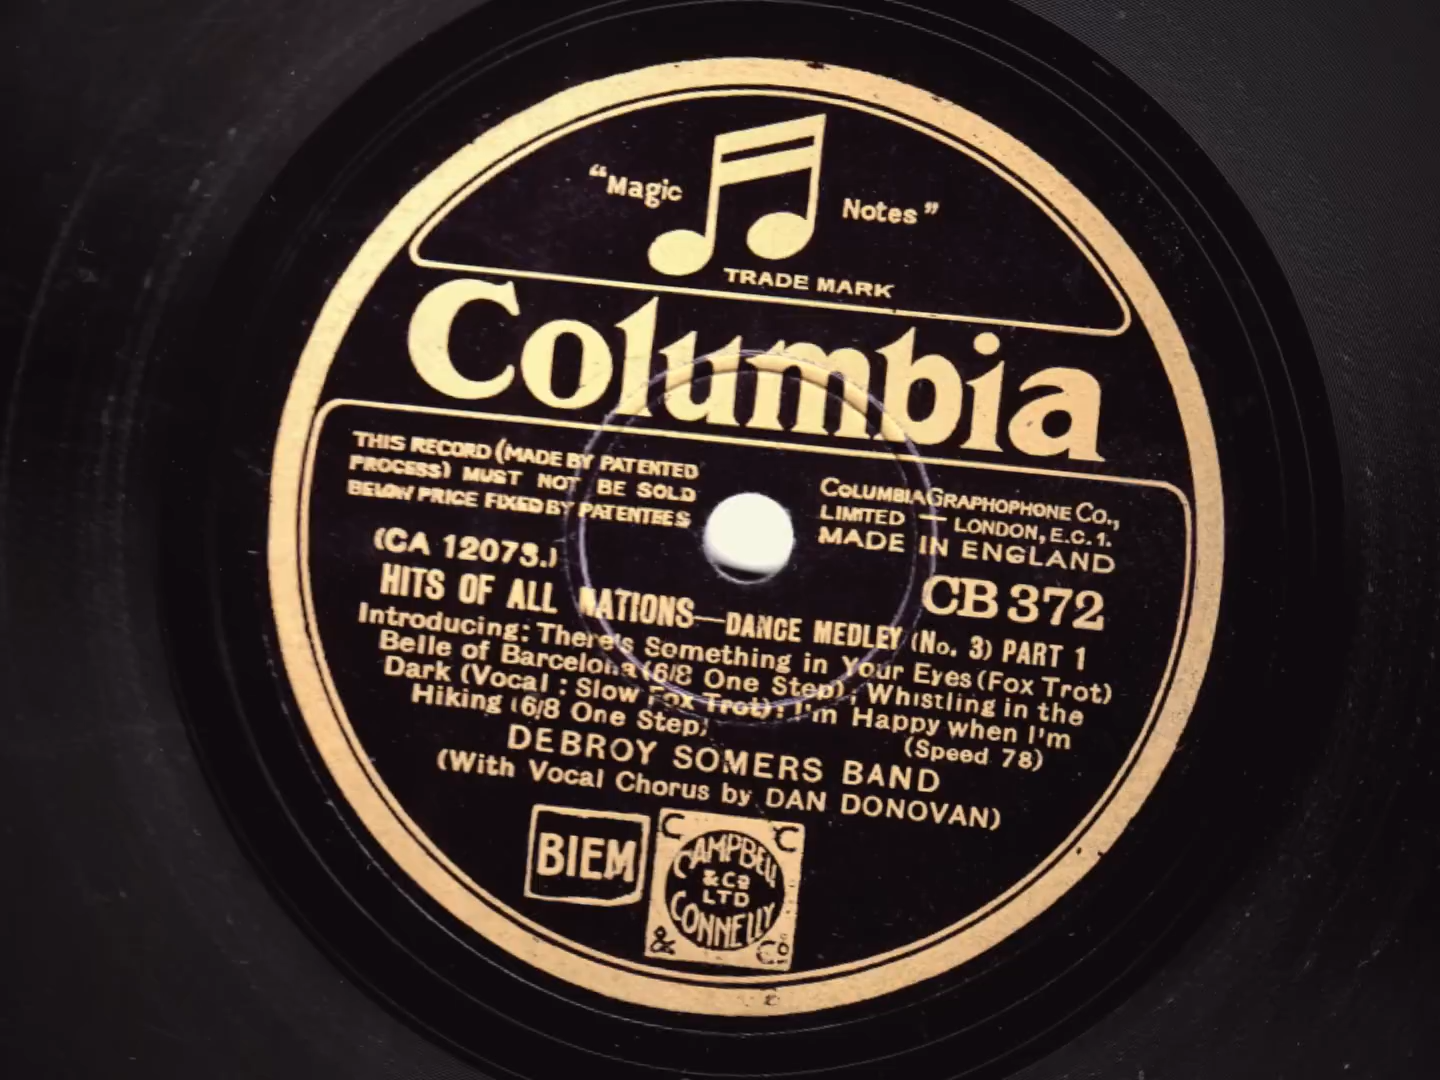 “Magic Notes”
TRADE MARK
Columbia
THIS RECORD (MADE BY PATENTED
PROCESS) MUST NOT BE SOLD
BELOW PRICE FIXED BY PATENTEES
COLUMBIA GRAPHOPHONE CO.,
LIMITED — LONDON, E.C.1.
MADE IN ENGLAND
(CA 12073.)
CB 372
HITS OF ALL NATIONS—DANCE MEDLEY (No. 3) PART 1
Introducing: There's Something in Your Eyes (Fox Trot)
Belle of Barcelona (6/8 One Step); Whistling in the
Dark (Vocal: Slow Fox Trot): I'm Happy when I'm
Hiking (6/8 One Step)
(Speed 78)
DEBROY SOMERS BAND
(With Vocal Chorus by DAN DONOVAN)
BIEM
C C
CAMPBELL
& Co
LTD
CONNELLY
& Co